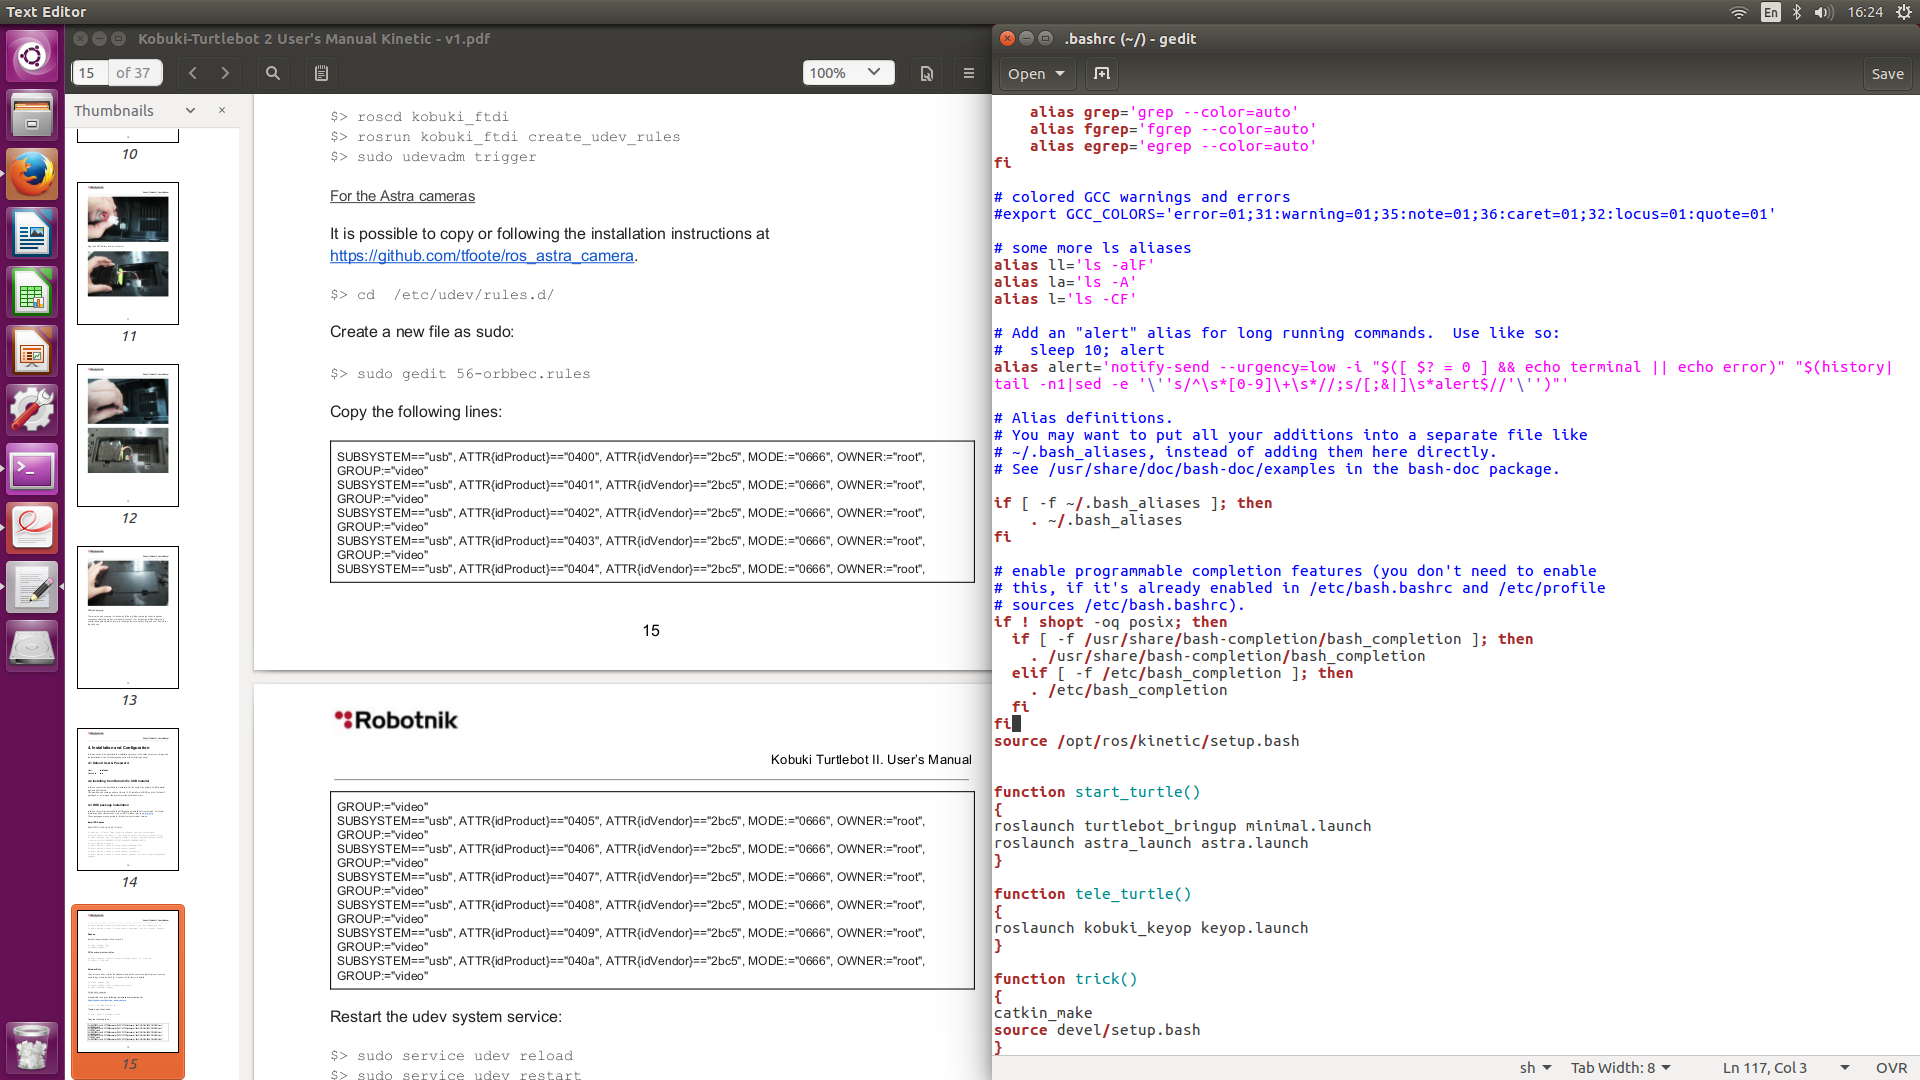 Text Editor
En
16:24
Kobuki-Turtlebot 2 User's Manual Kinetic - v1.pdf
15 of 37
100%
Thumbnails
10
11
12
13
14
15
$> roscd kobuki_ftdi
$> rosrun kobuki_ftdi create_udev_rules
$> sudo udevadm trigger
For the Astra cameras
It is possible to copy or following the installation instructions at
https://github.com/tfoote/ros_astra_camera.
$> cd  /etc/udev/rules.d/
Create a new file as sudo:
$> sudo gedit 56-orbbec.rules
Copy the following lines:
SUBSYSTEM=="usb", ATTR{idProduct}=="0400", ATTR{idVendor}=="2bc5", MODE:="0666", OWNER:="root",
GROUP:="video"
SUBSYSTEM=="usb", ATTR{idProduct}=="0401", ATTR{idVendor}=="2bc5", MODE:="0666", OWNER:="root",
GROUP:="video"
SUBSYSTEM=="usb", ATTR{idProduct}=="0402", ATTR{idVendor}=="2bc5", MODE:="0666", OWNER:="root",
GROUP:="video"
SUBSYSTEM=="usb", ATTR{idProduct}=="0403", ATTR{idVendor}=="2bc5", MODE:="0666", OWNER:="root",
GROUP:="video"
SUBSYSTEM=="usb", ATTR{idProduct}=="0404", ATTR{idVendor}=="2bc5", MODE:="0666", OWNER:="root",
15
Robotnik
Kobuki Turtlebot II. User's Manual
GROUP:="video"
SUBSYSTEM=="usb", ATTR{idProduct}=="0405", ATTR{idVendor}=="2bc5", MODE:="0666", OWNER:="root",
GROUP:="video"
SUBSYSTEM=="usb", ATTR{idProduct}=="0406", ATTR{idVendor}=="2bc5", MODE:="0666", OWNER:="root",
GROUP:="video"
SUBSYSTEM=="usb", ATTR{idProduct}=="0407", ATTR{idVendor}=="2bc5", MODE:="0666", OWNER:="root",
GROUP:="video"
SUBSYSTEM=="usb", ATTR{idProduct}=="0408", ATTR{idVendor}=="2bc5", MODE:="0666", OWNER:="root",
GROUP:="video"
SUBSYSTEM=="usb", ATTR{idProduct}=="0409", ATTR{idVendor}=="2bc5", MODE:="0666", OWNER:="root",
GROUP:="video"
SUBSYSTEM=="usb", ATTR{idProduct}=="040a", ATTR{idVendor}=="2bc5", MODE:="0666", OWNER:="root",
GROUP:="video"
Restart the udev system service:
$> sudo service udev reload
$> sudo service udev restart
.bashrc (~/) - gedit
Open
Save
    alias grep='grep --color=auto'
    alias fgrep='fgrep --color=auto'
    alias egrep='egrep --color=auto'
fi
# colored GCC warnings and errors
#export GCC_COLORS='error=01;31:warning=01;35:note=01;36:caret=01;32:locus=01:quote=01'
# some more ls aliases
alias ll='ls -alF'
alias la='ls -A'
alias l='ls -CF'
# Add an "alert" alias for long running commands.  Use like so:
#   sleep 10; alert
alias alert='notify-send --urgency=low -i "$([ $? = 0 ] && echo terminal || echo error)" "$(history|
tail -n1|sed -e '\''s/^\s*[0-9]\+\s*//;s/[;&|]\s*alert$//'\'')"'
# Alias definitions.
# You may want to put all your additions into a separate file like
# ~/.bash_aliases, instead of adding them here directly.
# See /usr/share/doc/bash-doc/examples in the bash-doc package.
if [ -f ~/.bash_aliases ]; then
    . ~/.bash_aliases
fi
# enable programmable completion features (you don't need to enable
# this, if it's already enabled in /etc/bash.bashrc and /etc/profile
# sources /etc/bash.bashrc).
if ! shopt -oq posix; then
  if [ -f /usr/share/bash-completion/bash_completion ]; then
    . /usr/share/bash-completion/bash_completion
  elif [ -f /etc/bash_completion ]; then
    . /etc/bash_completion
  fi
fi
source /opt/ros/kinetic/setup.bash
function start_turtle()
{
roslaunch turtlebot_bringup minimal.launch
roslaunch astra_launch astra.launch
}
function tele_turtle()
{
roslaunch kobuki_keyop keyop.launch
}
function trick()
{
catkin_make
source devel/setup.bash
}
sh
Tab Width: 8
Ln 117, Col 3
OVR